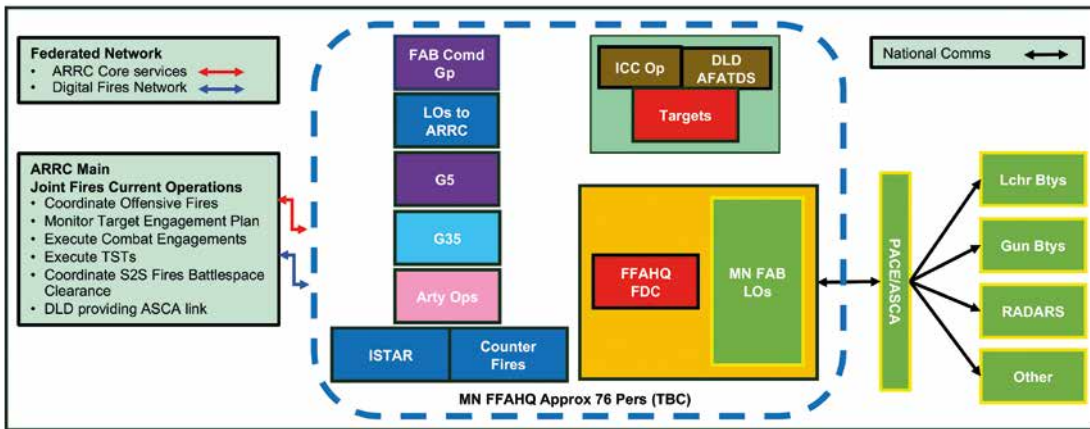 Federated Network
• ARRC Core services
• Digital Fires Network
ARRC Main
Joint Fires Current Operations
• Coordinate Offensive Fires
• Monitor Target Engagement Plan
• Execute Combat Engagements
• Execute TSTs
• Coordinate S2S Fires Battlespace
Clearance
• DLD providing ASCA link
FAB Comd
Gp
LOs to
ARRC
G5
G35
Arty Ops
ISTAR
Counter
Fires
ICC Op
DLD
AFATDS
Targets
FFAHQ
FDC
MN FAB
LOs
MN FFAHQ Approx 76 Pers (TBC)
National Comms
PACE/ASCA
Lchr Btys
Gun Btys
RADARS
Other